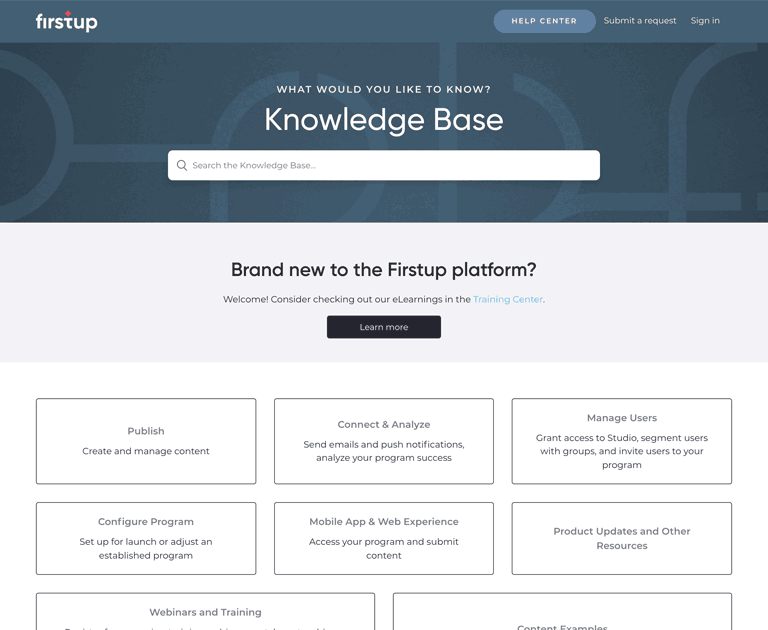 firstup
HELP CENTER
Submit a request
Sign in
WHAT WOULD YOU LIKE TO KNOW?
Knowledge Base
Search the Knowledge Base...
Brand new to the Firstup platform?
Welcome! Consider checking out our eLearnings in the Training Center.
Learn more
Publish
Create and manage content
Connect & Analyze
Send emails and push notifications,
analyze your program success
Manage Users
Grant access to Studio, segment users
with groups, and invite users to your
program
Configure Program
Set up for launch or adjust an
established program
Mobile App & Web Experience
Access your program and submit
content
Product Updates and Other
Resources
Webinars and Training
Content Examples